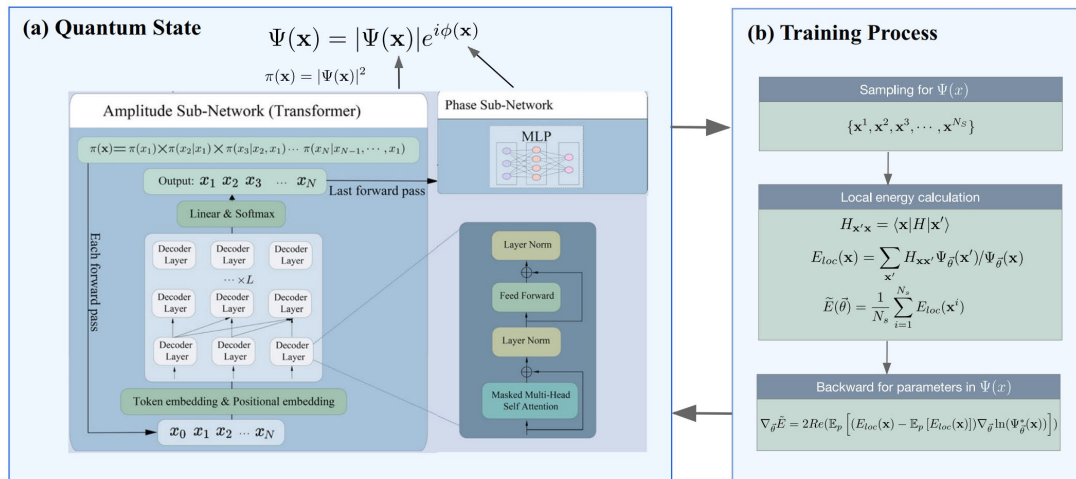 (a) Quantum State
Ψ(x) = |Ψ(x)|e^{iϕ(x)}
π(x) = |Ψ(x)|²
Amplitude Sub-Network (Transformer)
π(x)=π(x₁)×π(x₂|x₁)×π(x₃|x₂,x₁)⋯ π(x_N|x_{N−1},⋯,x₁)
Output: x₁ x₂ x₃ ⋯ x_N
Linear & Softmax
Decoder Layer Decoder Layer Decoder Layer
⋯ ×L
Decoder Layer Decoder Layer Decoder Layer
Decoder Layer Decoder Layer Decoder Layer
Token embedding & Positional embedding
x₀ x₁ x₂ ⋯ x_N
Each forward pass
Last forward pass
Phase Sub-Network
MLP
Layer Norm
Feed Forward
Layer Norm
Masked Multi-Head
Self Attention
(b) Training Process
Sampling for Ψ(x)
{x¹, x², x³, ⋯, x^{N_S}}
Local energy calculation
H_{x′x} = ⟨x|H|x′⟩
E_{loc}(x) = ∑_{x′} H_{xx′}Ψ_{θ⃗}(x′)/Ψ_{θ⃗}(x)
Ẽ(θ⃗) = 1/N_s ∑_{i=1}^{N_s} E_{loc}(xⁱ)
Backward for parameters in Ψ(x)
∇_{θ⃗}Ẽ = 2Re(𝔼_p[(E_{loc}(x) − 𝔼_p[E_{loc}(x)])∇_{θ⃗} ln(Ψ*_{θ⃗}(x))])